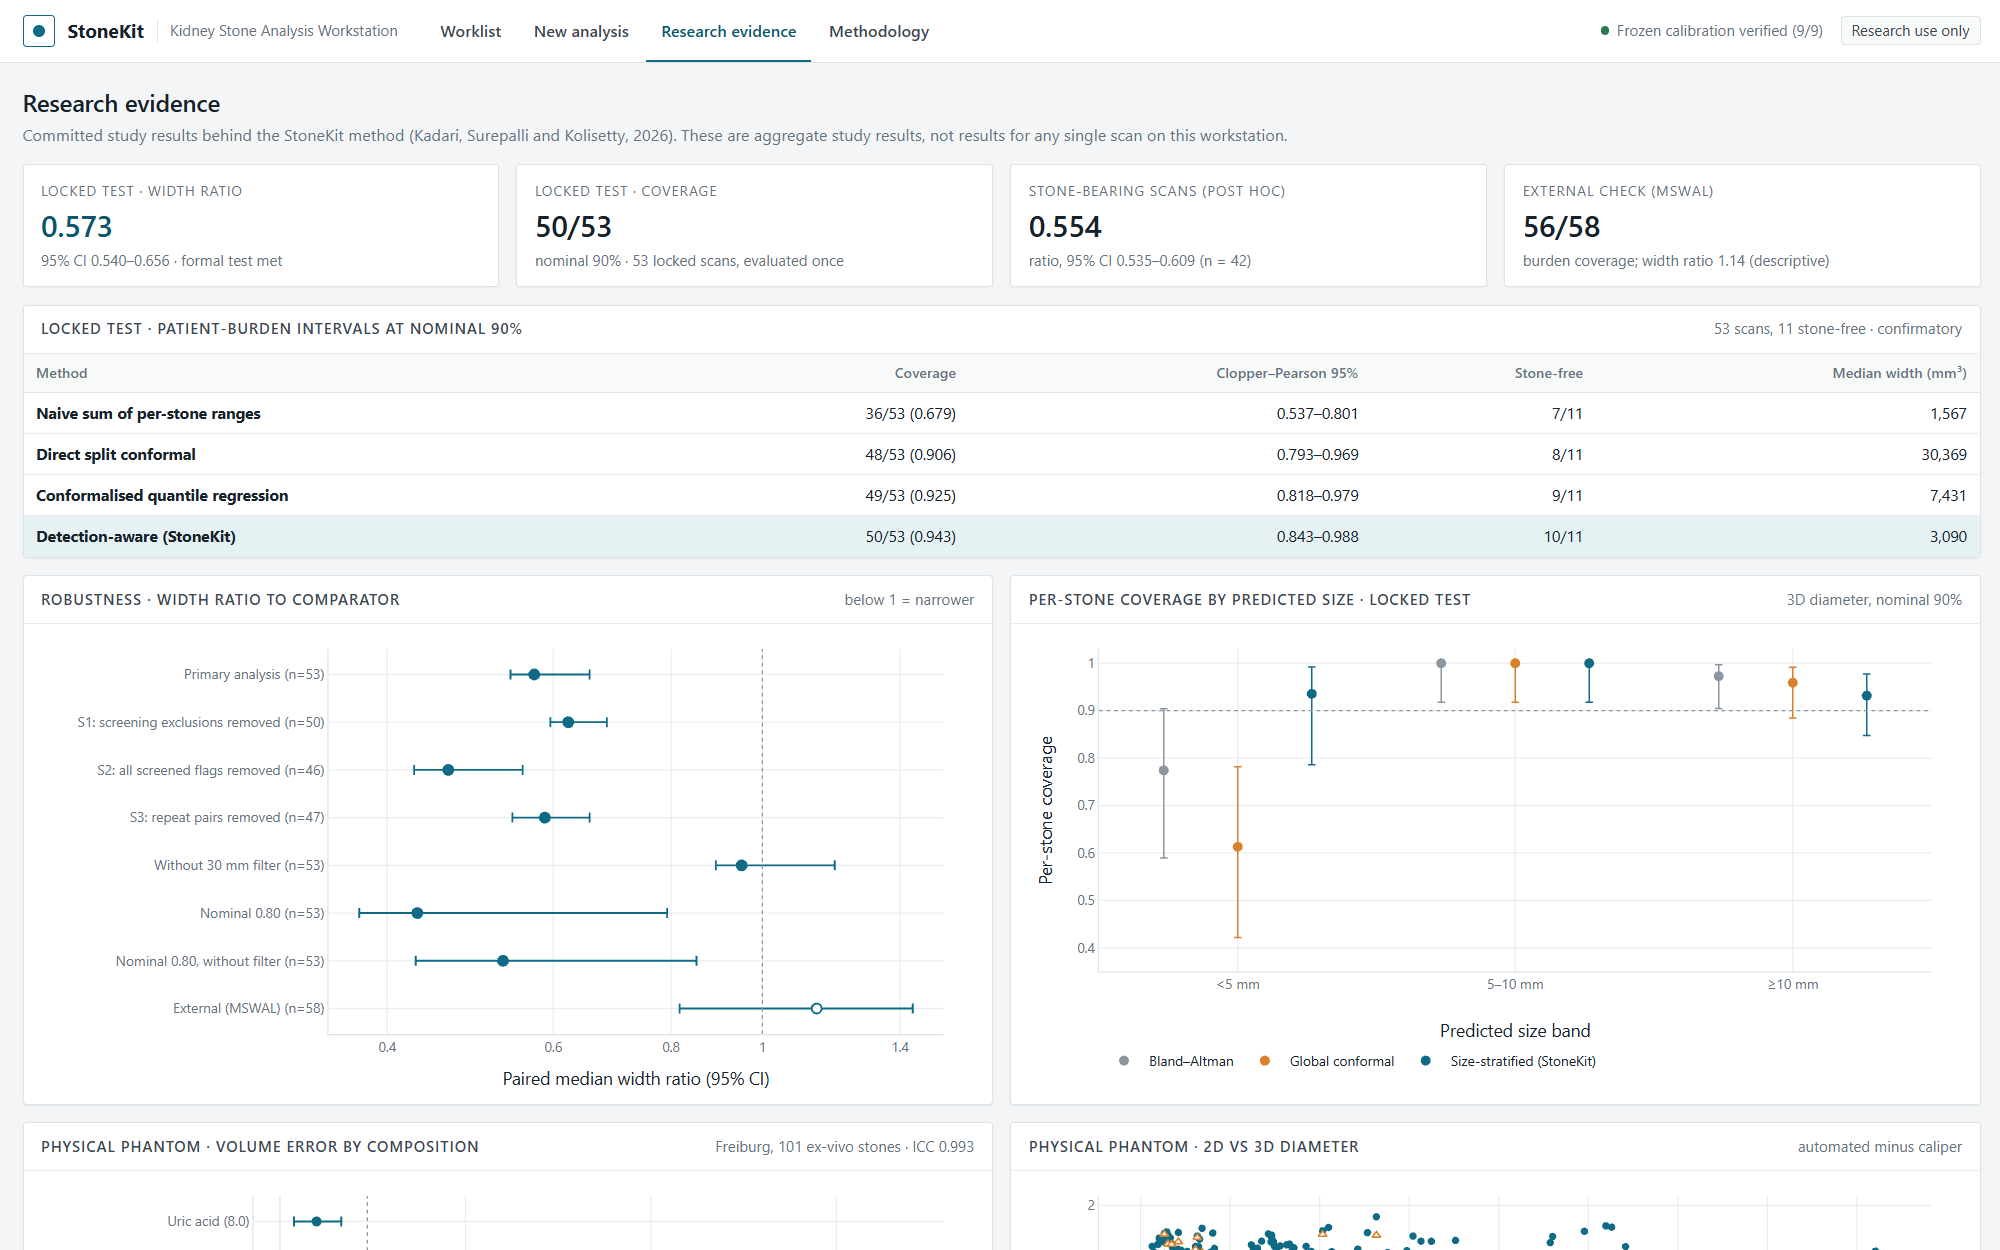 StoneKit
Kidney Stone Analysis Workstation
Worklist
New analysis
Research evidence
Methodology
Frozen calibration verified (9/9)
Research use only
Research evidence
Committed study results behind the StoneKit method (Kadari, Surepalli and Kolisetty, 2026). These are aggregate study results, not results for any single scan on this workstation.
LOCKED TEST · WIDTH RATIO
0.573
95% CI 0.540–0.656 · formal test met
LOCKED TEST · COVERAGE
50/53
nominal 90% · 53 locked scans, evaluated once
STONE-BEARING SCANS (POST HOC)
0.554
ratio, 95% CI 0.535–0.609 (n = 42)
EXTERNAL CHECK (MSWAL)
56/58
burden coverage; width ratio 1.14 (descriptive)
LOCKED TEST · PATIENT-BURDEN INTERVALS AT NOMINAL 90%
53 scans, 11 stone-free · confirmatory
Method Coverage Clopper–Pearson 95% Stone-free Median width (mm³)
Naive sum of per-stone ranges 36/53 (0.679) 0.537–0.801 7/11 1,567
Direct split conformal 48/53 (0.906) 0.793–0.969 8/11 30,369
Conformalised quantile regression 49/53 (0.925) 0.818–0.979 9/11 7,431
Detection-aware (StoneKit) 50/53 (0.943) 0.843–0.988 10/11 3,090
ROBUSTNESS · WIDTH RATIO TO COMPARATOR
below 1 = narrower
Primary analysis (n=53)
S1: screening exclusions removed (n=50)
S2: all screened flags removed (n=46)
S3: repeat pairs removed (n=47)
Without 30 mm filter (n=53)
Nominal 0.80 (n=53)
Nominal 0.80, without filter (n=53)
External (MSWAL) (n=58)
0.4 0.6 0.8 1 1.4
Paired median width ratio (95% CI)
PER-STONE COVERAGE BY PREDICTED SIZE · LOCKED TEST
3D diameter, nominal 90%
Per-stone coverage
1
0.9
0.8
0.7
0.6
0.5
0.4
<5 mm 5–10 mm ≥10 mm
Predicted size band
Bland–Altman Global conformal Size-stratified (StoneKit)
PHYSICAL PHANTOM · VOLUME ERROR BY COMPOSITION
Freiburg, 101 ex-vivo stones · ICC 0.993
Uric acid (8.0)
PHYSICAL PHANTOM · 2D VS 3D DIAMETER
automated minus caliper
2